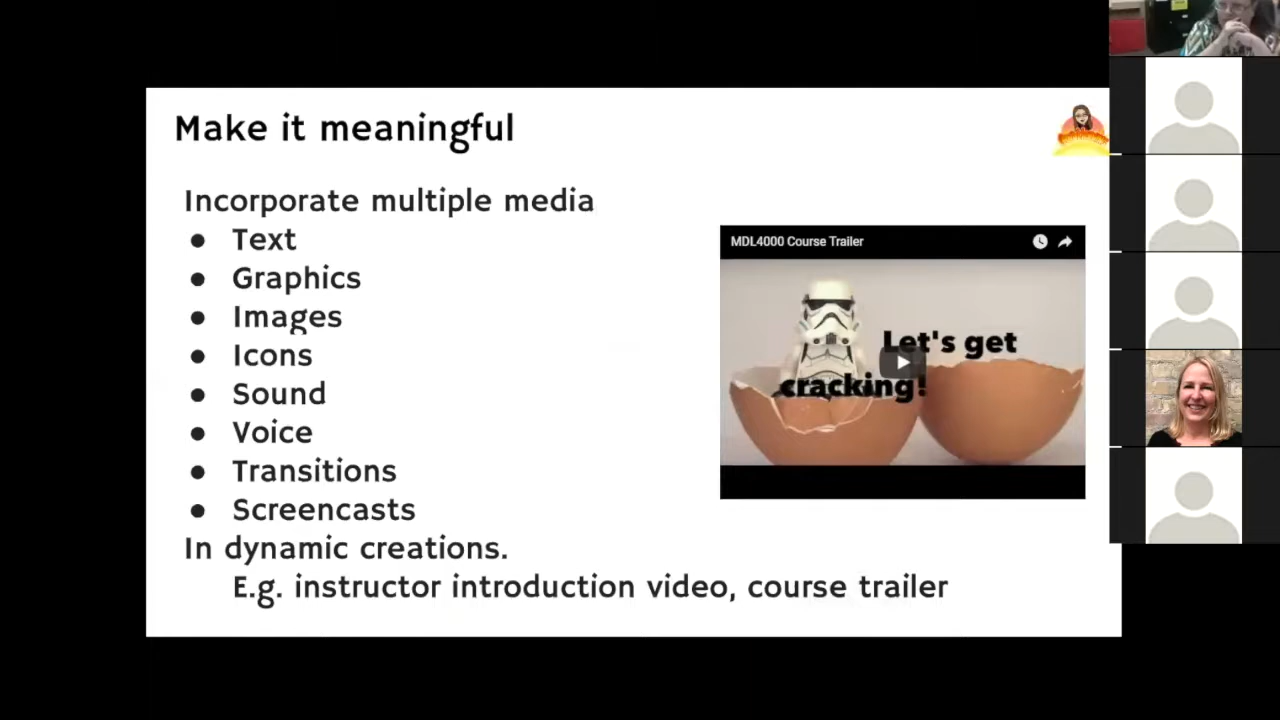 Make it meaningful
Incorporate multiple media
● Text
● Graphics
● Images
● Icons
● Sound
● Voice
● Transitions
● Screencasts
In dynamic creations.
E.g. instructor introduction video, course trailer
MDL4000 Course Trailer
Let's get
cracking!